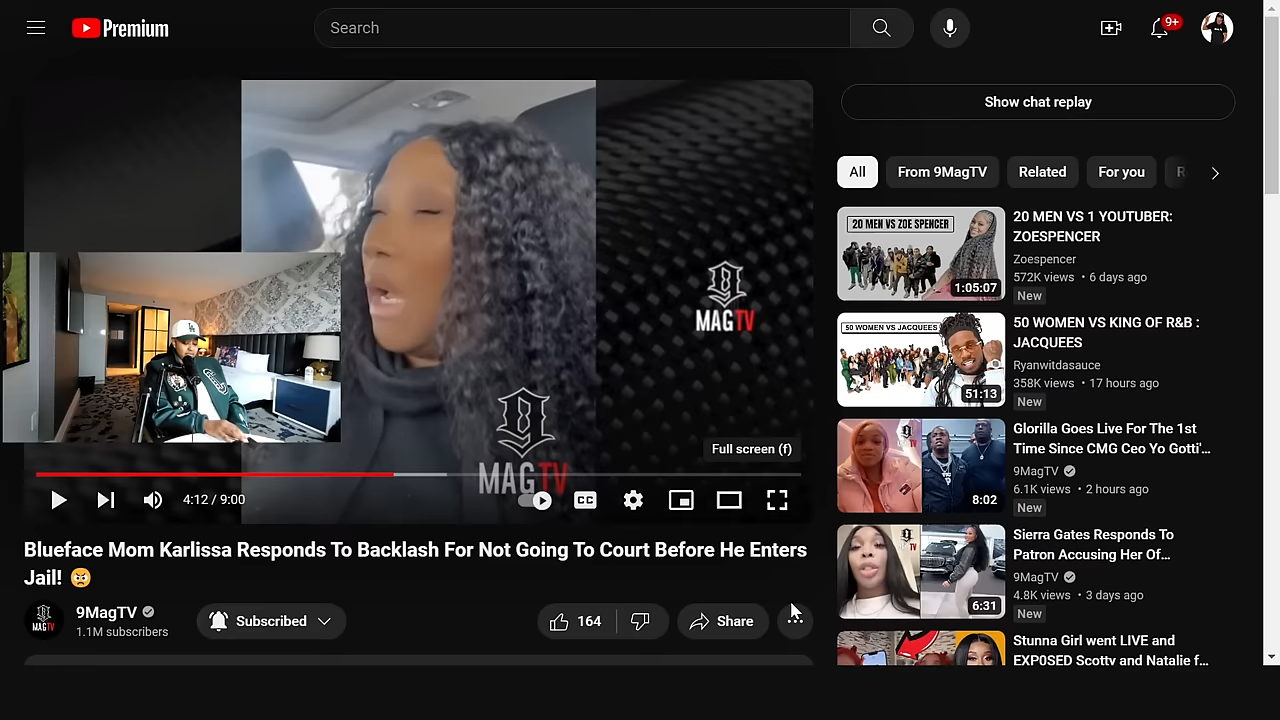 Premium
Search
9+
Show chat replay
All
From 9MagTV
Related
For you
R
MAGTV
MAGTV
MAGTV
Full screen (f)
CC
4:12 / 9:00
Blueface Mom Karlissa Responds To Backlash For Not Going To Court Before He Enters
Jail! 😠
9MagTV
1.1M subscribers
Subscribed
164
Share
20 MEN VS ZOE SPENCER
1:05:07
20 MEN VS 1 YOUTUBER:
ZOESPENCER
Zoespencer
572K views • 6 days ago
New
50 WOMEN VS JACQUEES
51:13
50 WOMEN VS KING OF R&B :
JACQUEES
Ryanwitdasauce
358K views • 17 hours ago
New
8:02
Glorilla Goes Live For The 1st
Time Since CMG Ceo Yo Gotti'...
9MagTV
6.1K views • 2 hours ago
New
6:31
Sierra Gates Responds To
Patron Accusing Her Of...
9MagTV
4.8K views • 3 days ago
New
Stunna Girl went LIVE and
EXP0SED Scotty and Natalie f...